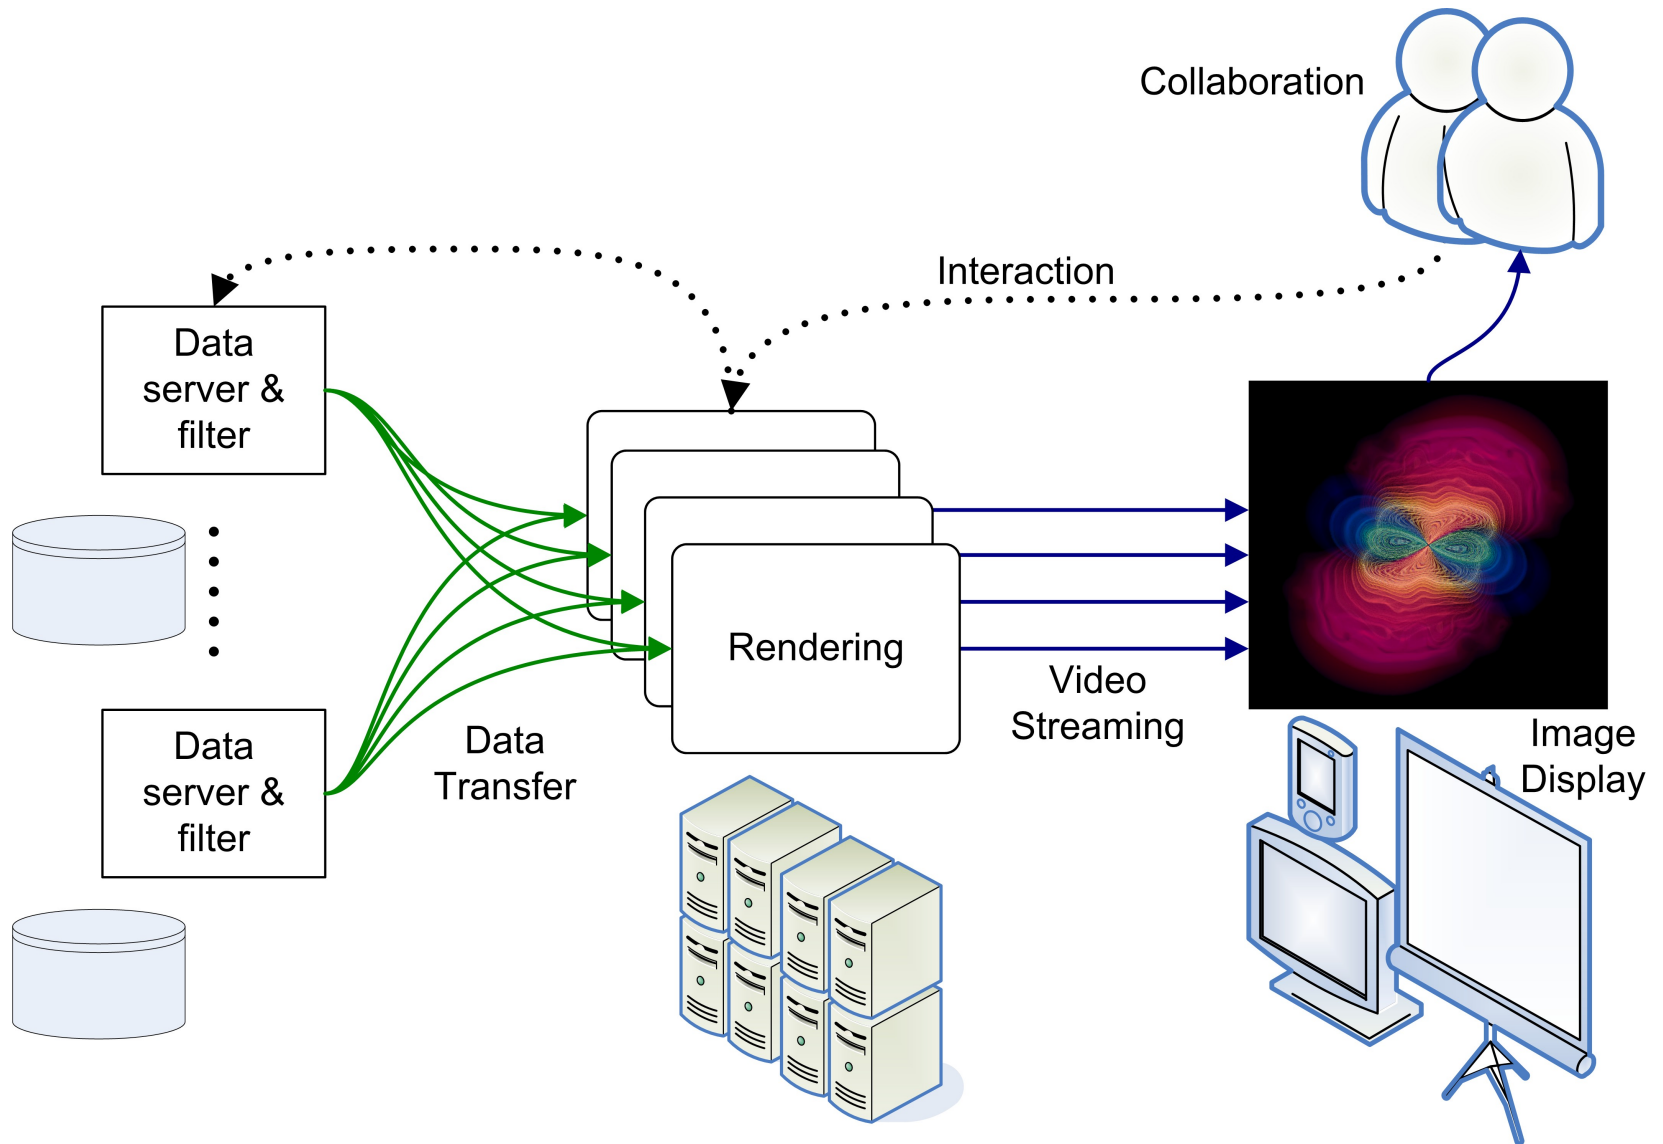 Collaboration
Interaction
Data
server &
filter
Rendering
Video
Streaming
Data
server &
filter
Data
Transfer
Image
Display